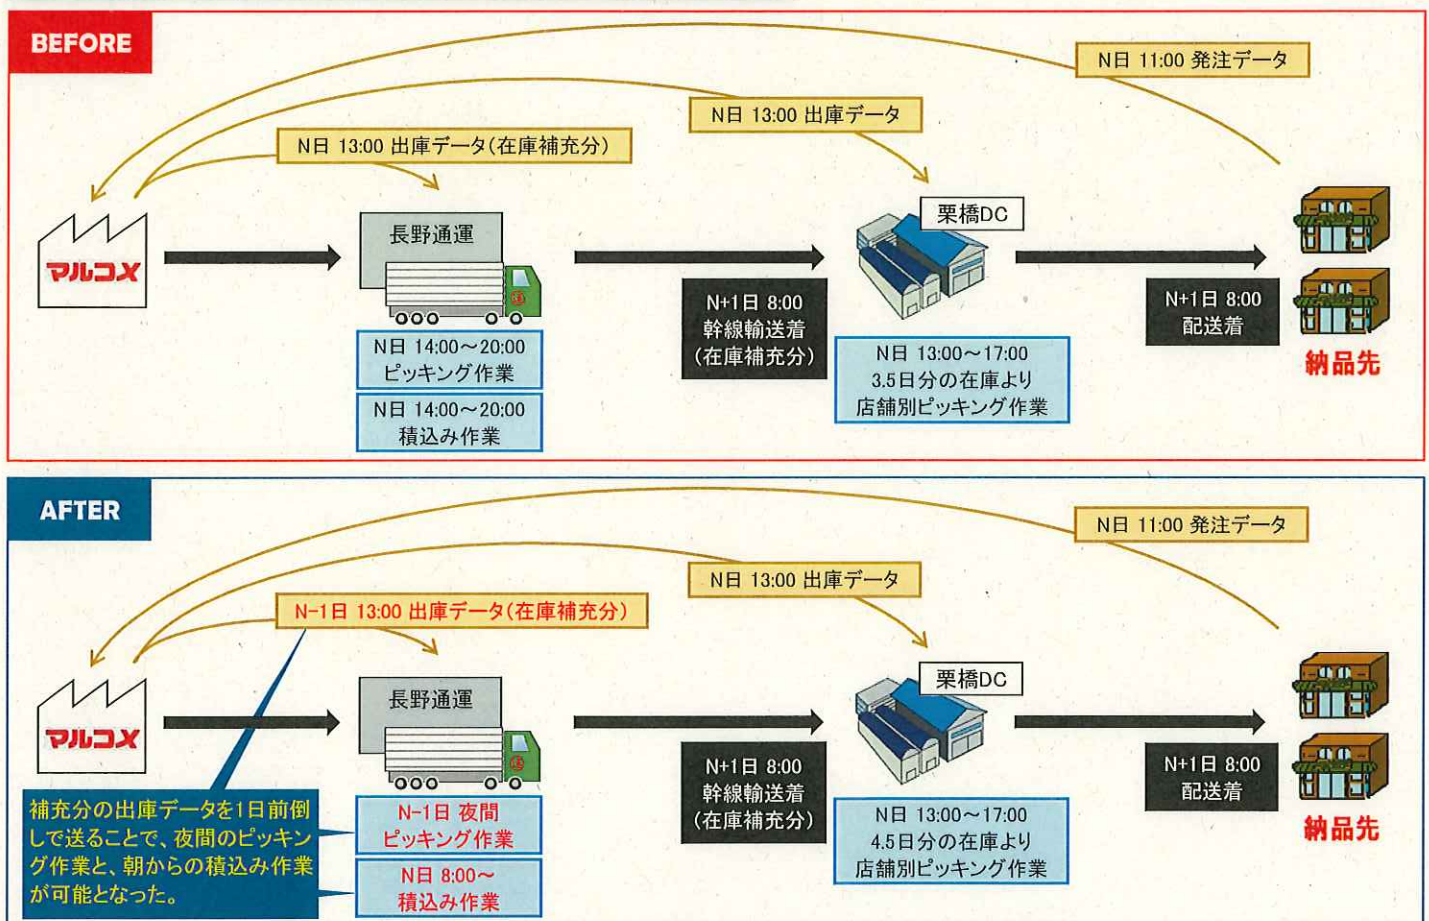 BEFORE
N日 11:00 発注データ
N日 13:00 出庫データ
N日 13:00 出庫データ(在庫補充分)
マルコメ
長野通運
栗橋DC
N日 14:00～20:00
ピッキング作業
N日 14:00～20:00
積込み作業
N+1日 8:00
幹線輸送着
(在庫補充分)
N日 13:00～17:00
3.5日分の在庫より
店舗別ピッキング作業
N+1日 8:00
配送着
納品先
AFTER
N日 11:00 発注データ
N日 13:00 出庫データ
N-1日 13:00 出庫データ(在庫補充分)
マルコメ
長野通運
栗橋DC
補充分の出庫データを1日前倒
しで送ることで、夜間のピッキン
グ作業と、朝からの積込み作業
が可能となった。
N-1日 夜間
ピッキング作業
N日 8:00～
積込み作業
N+1日 8:00
幹線輸送着
(在庫補充分)
N日 13:00～17:00
4.5日分の在庫より
店舗別ピッキング作業
N+1日 8:00
配送着
納品先